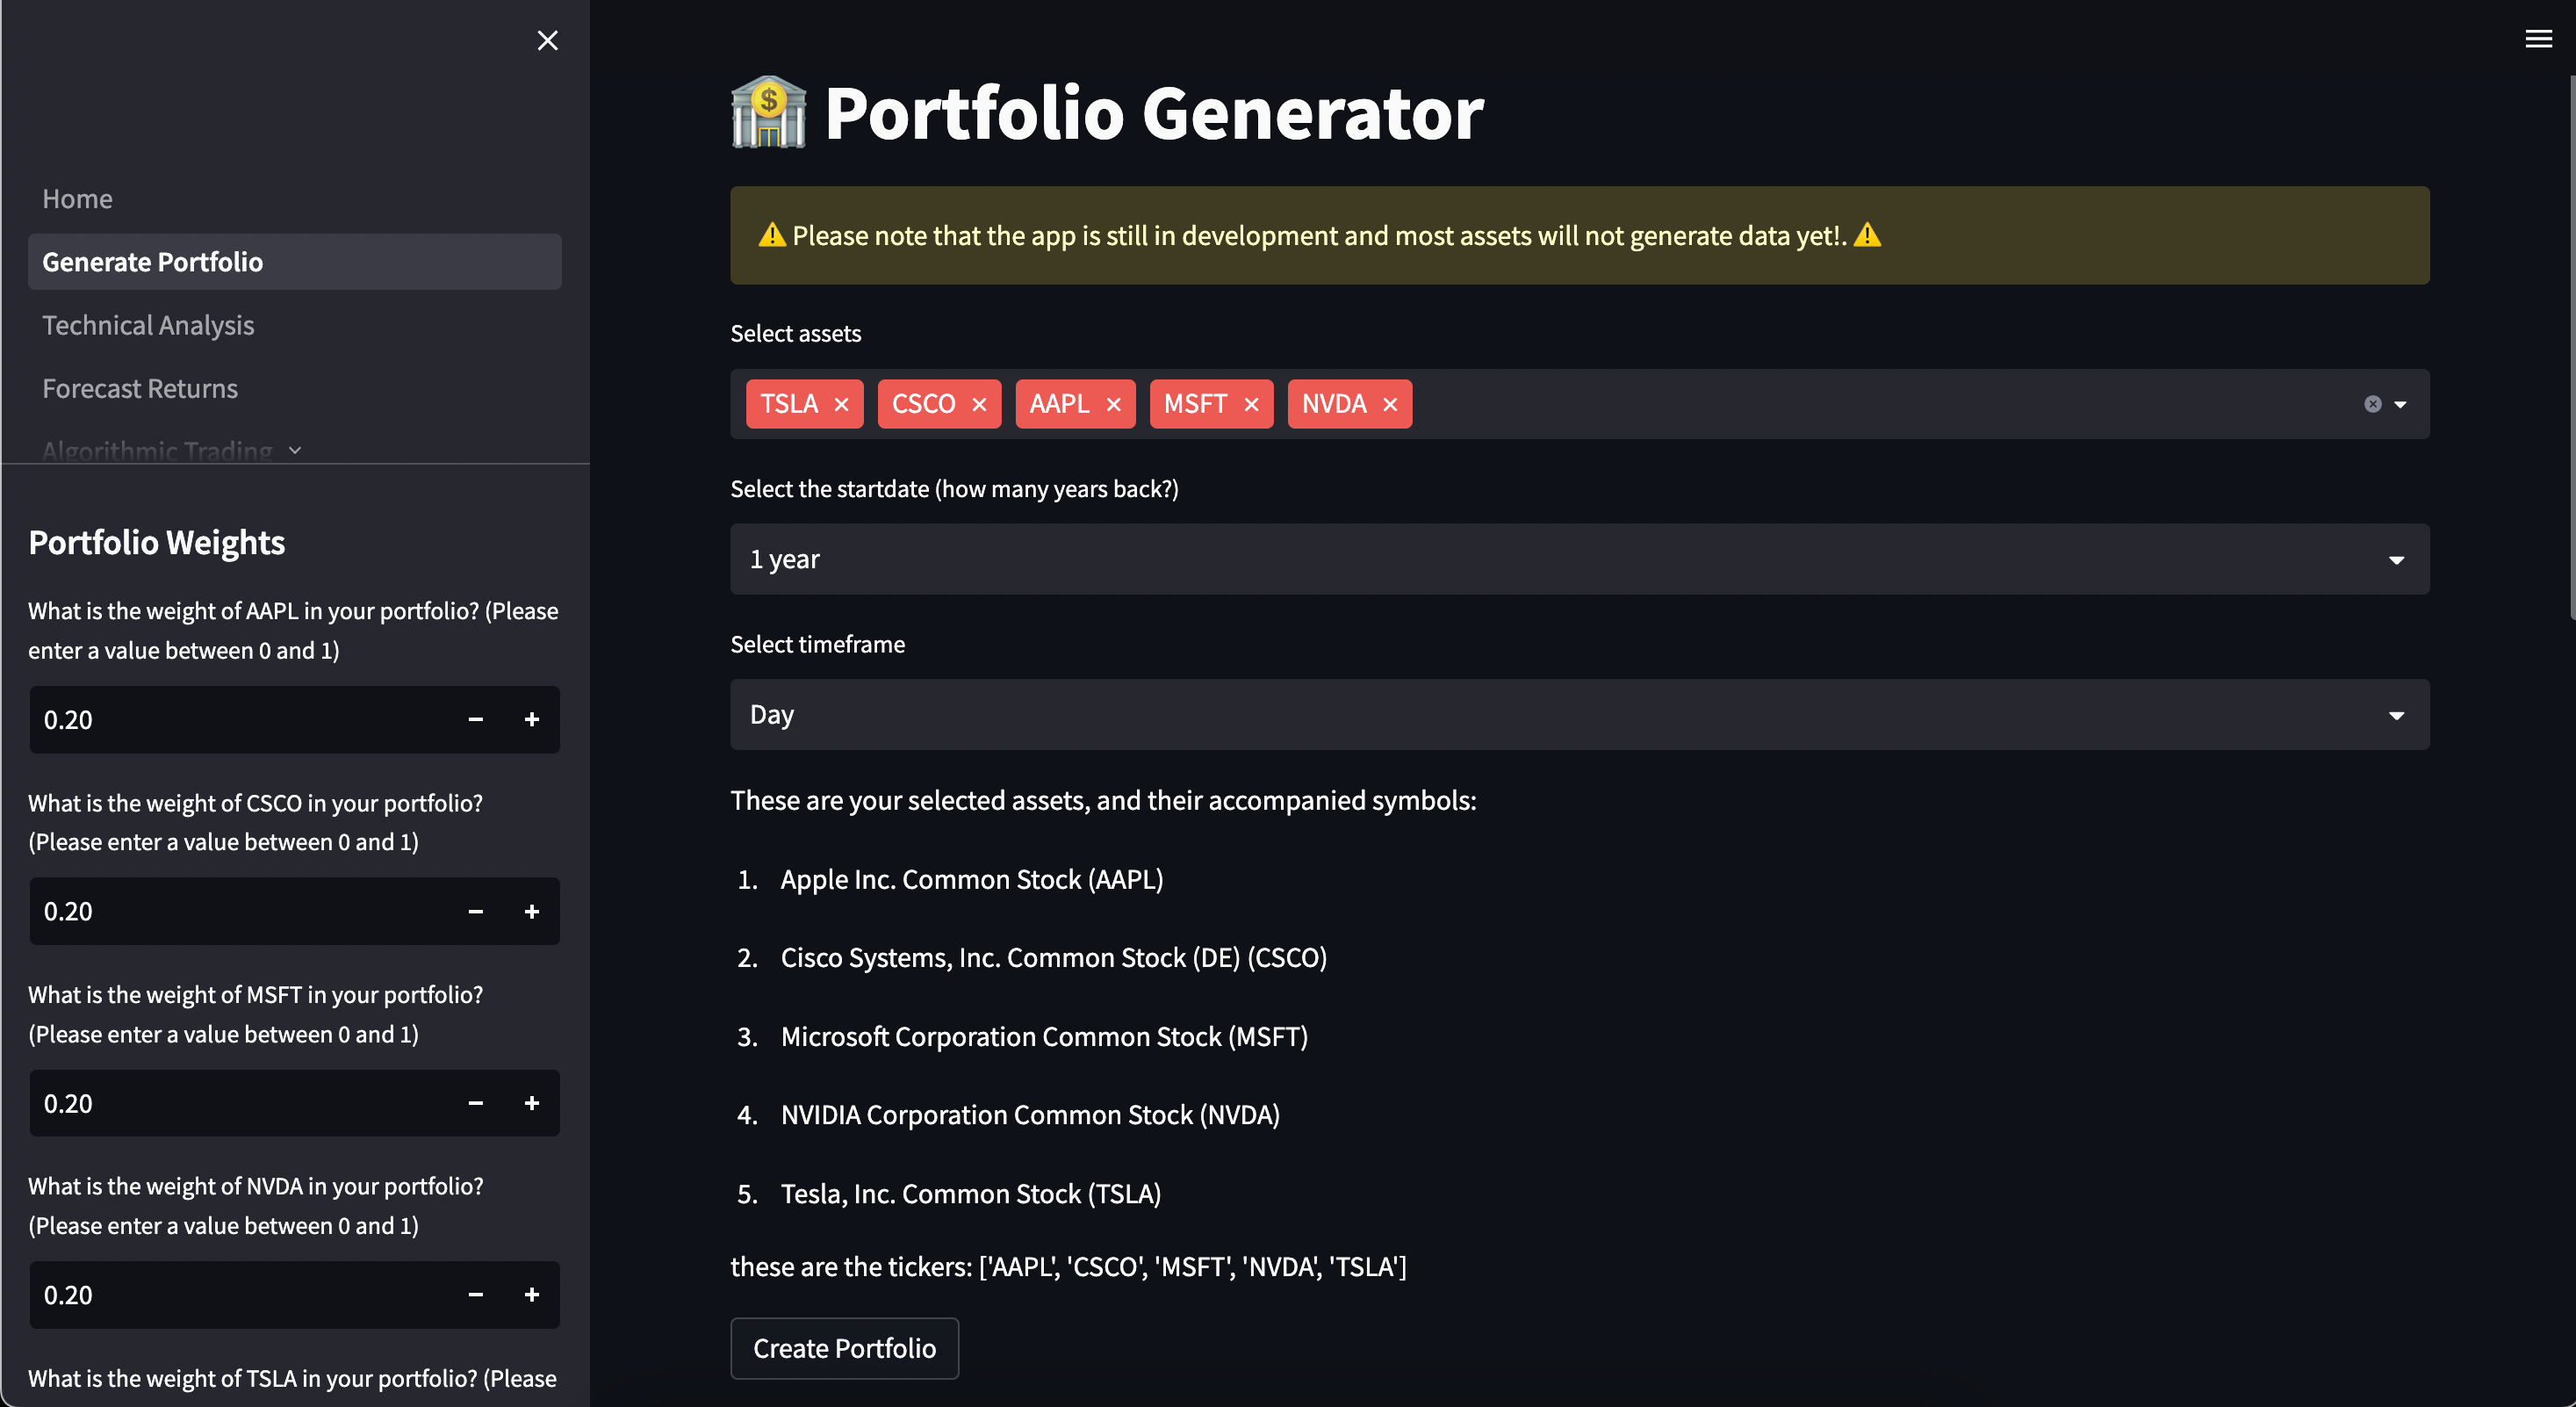 Home
Generate Portfolio
Technical Analysis
Forecast Returns
Algorithmic Trading
Portfolio Weights
What is the weight of AAPL in your portfolio? (Please
enter a value between 0 and 1)
0.20
What is the weight of CSCO in your portfolio?
(Please enter a value between 0 and 1)
0.20
What is the weight of MSFT in your portfolio?
(Please enter a value between 0 and 1)
0.20
What is the weight of NVDA in your portfolio?
(Please enter a value between 0 and 1)
0.20
What is the weight of TSLA in your portfolio? (Please
Portfolio Generator
Please note that the app is still in development and most assets will not generate data yet!.
Select assets
TSLA CSCO AAPL MSFT NVDA
Select the startdate (how many years back?)
1 year
Select timeframe
Day
These are your selected assets, and their accompanied symbols:
1. Apple Inc. Common Stock (AAPL)
2. Cisco Systems, Inc. Common Stock (DE) (CSCO)
3. Microsoft Corporation Common Stock (MSFT)
4. NVIDIA Corporation Common Stock (NVDA)
5. Tesla, Inc. Common Stock (TSLA)
these are the tickers: ['AAPL', 'CSCO', 'MSFT', 'NVDA', 'TSLA']
Create Portfolio